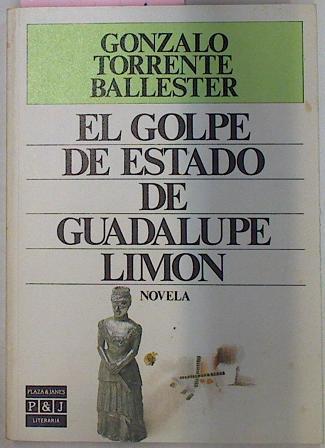 GONZALO
TORRENTE
BALLESTER
EL GOLPE
DE ESTADO
DE
GUADALUPE
LIMON
NOVELA
PLAZA & JANES
P&J
LITERARIA